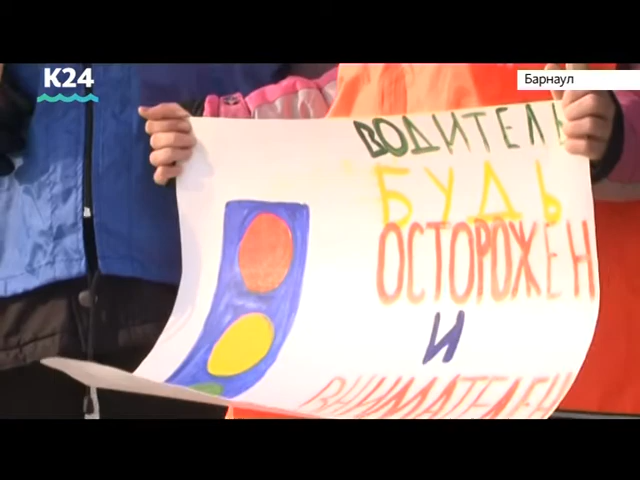 К24
Барнаул
ВОДИТЕЛЬ
БУДЬ
ОСТОРОЖЕН
И
ВНИМАТЕЛЕН